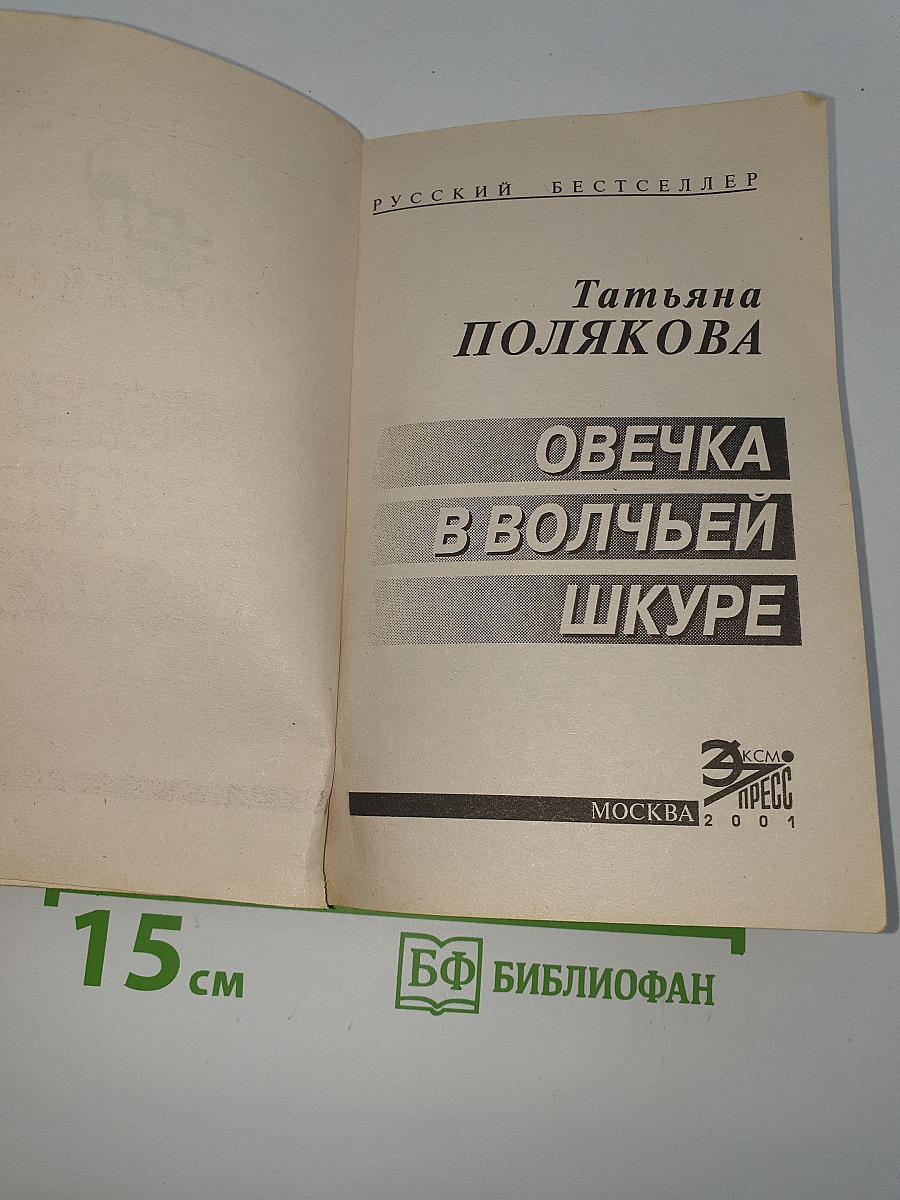 РУССКИЙ БЕСТСЕЛЛЕР
Татьяна
ПОЛЯКОВА
ОВЕЧКА
В ВОЛЧЬЕЙ
ШКУРЕ
ЭКСМО
ПРЕСС
МОСКВА
2001
15 см
БФ БИБЛИОФАН